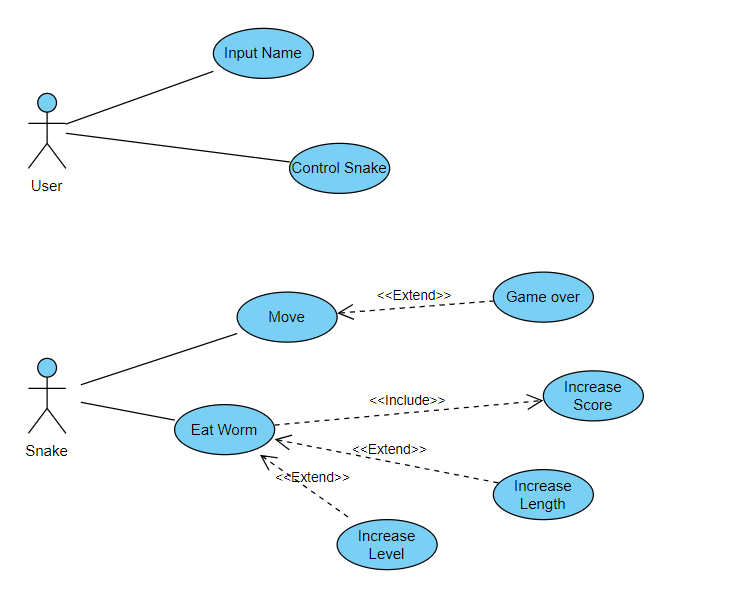 Input Name
Control Snake
User
<<Extend>>
Game over
Move
Increase
Score
<<Include>>
Eat Worm
<<Extend>>
Snake
<<Extend>>
Increase
Length
Increase
Level